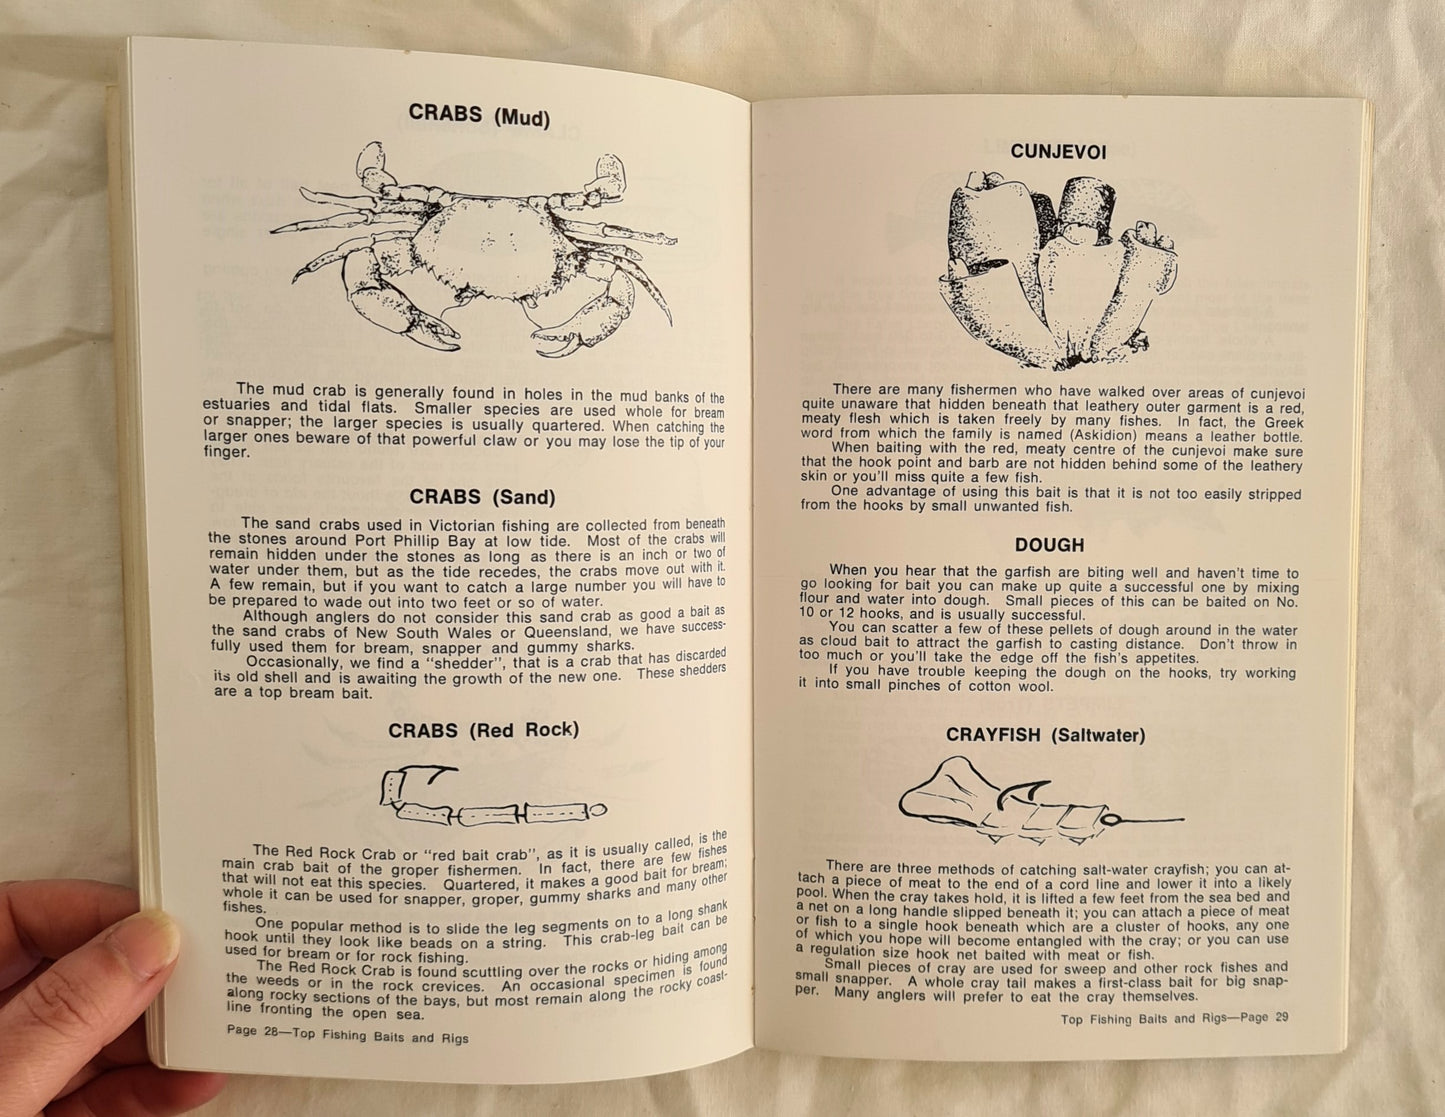 CRABS (Mud)
The mud crab is generally found in holes in the mud banks of the
estuaries and tidal flats. Smaller species are used whole for bream
or snapper; the larger species is usually quartered. When catching the
larger ones beware of that powerful claw or you may lose the tip of your
finger.
CRABS (Sand)
The sand crabs used in Victorian fishing are collected from beneath
the stones around Port Phillip Bay at low tide. Most of the crabs will
remain hidden under the stones as long as there is an inch or two of
water under them, but as the tide recedes, the crabs move out with it.
A few remain, but if you want to catch a large number you will have to
be prepared to wade out into two feet or so of water.
Although anglers do not consider this sand crab as good a bait as
the sand crabs of New South Wales or Queensland, we have success-
fully used them for bream, snapper and gummy sharks.
Occasionally, we find a "shedder", that is a crab that has discarded
its old shell and is awaiting the growth of the new one. These shedders
are a top bream bait.
CRABS (Red Rock)
The Red Rock Crab or "red bait crab", as it is usually called, is the
main crab bait of the groper fishermen. In fact, there are few fishes
that will not eat this species. Quartered, it makes a good bait for bream;
whole it can be used for snapper, groper, gummy sharks and many other
fishes.
One popular method is to slide the leg segments on to a long shank
hook until they look like beads on a string. This crab-leg bait can be
used for bream or for rock fishing.
The Red Rock Crab is found scuttling over the rocks or hiding among
the weeds or in the rock crevices. An occasional specimen is found
along rocky sections of the bays, but most remain along the rocky coast-
line fronting the open sea.
Page 28—Top Fishing Baits and Rigs
CUNJEVOI
There are many fishermen who have walked over areas of cunjevoi
quite unaware that hidden beneath that leathery outer garment is a red,
meaty flesh which is taken freely by many fishes. In fact, the Greek
word from which the family is named (Askidion) means a leather bottle.
When baiting with the red, meaty centre of the cunjevoi make sure
that the hook point and barb are not hidden behind some of the leathery
skin or you'll miss quite a few fish.
One advantage of using this bait is that it is not too easily stripped
from the hooks by small unwanted fish.
DOUGH
When you hear that the garfish are biting well and haven't time to
go looking for bait you can make up quite a successful one by mixing
flour and water into dough. Small pieces of this can be baited on No.
10 or 12 hooks, and is usually successful.
You can scatter a few of these pellets of dough around in the water
as cloud bait to attract the garfish to casting distance. Don't throw in
too much or you'll take the edge off the fish's appetites.
If you have trouble keeping the dough on the hooks, try working
it into small pinches of cotton wool.
CRAYFISH (Saltwater)
There are three methods of catching salt-water crayfish; you can at-
tach a piece of meat to the end of a cord line and lower it into a likely
pool. When the cray takes hold, it is lifted a few feet from the sea bed and
a net on a long handle slipped beneath it; you can attach a piece of meat
or fish to a single hook beneath which are a cluster of hooks, any one
of which you hope will become entangled with the cray; or you can use
a regulation size hook net baited with meat or fish.
Small pieces of cray are used for sweep and other rock fishes and
small snapper. A whole cray tail makes a first-class bait for big snap-
per. Many anglers will prefer to eat the cray themselves.
Top Fishing Baits and Rigs—Page 29